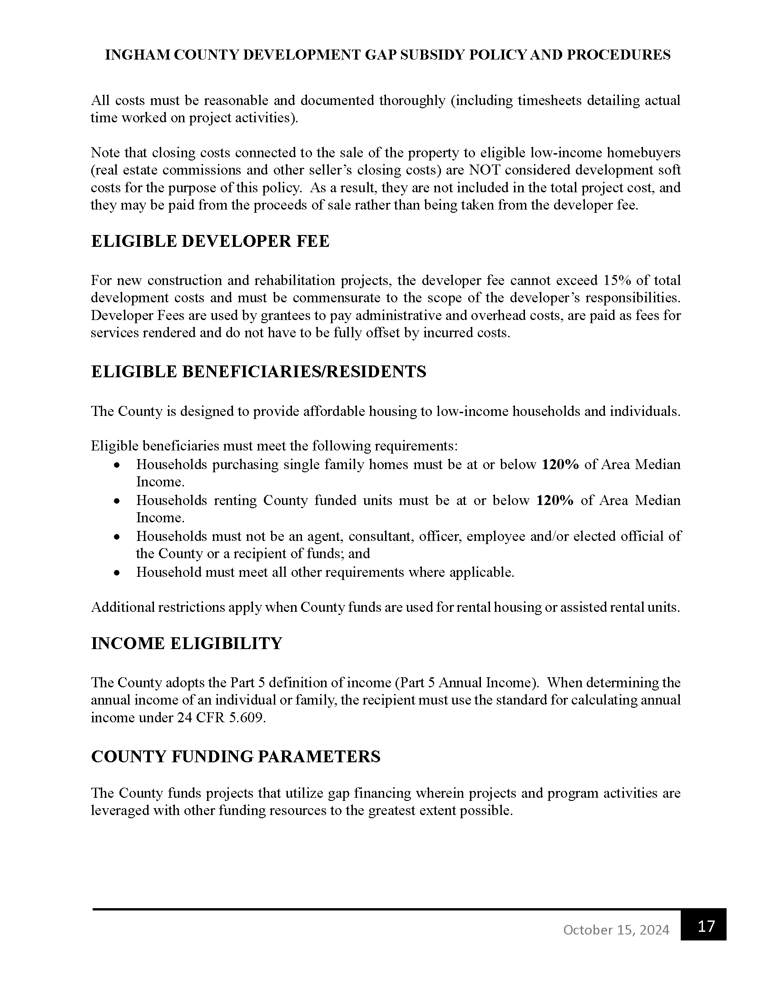 INGHAM COUNTY DEVELOPMENT GAP SUBSIDY POLICY AND PROCEDURES
All costs must be reasonable and documented thoroughly (including timesheets detailing actual
time worked on project activities).
Note that closing costs connected to the sale of the property to eligible low-income homebuyers
(real estate commissions and other seller’s closing costs) are NOT considered development soft
costs for the purpose of this policy.  As a result, they are not included in the total project cost, and
they may be paid from the proceeds of sale rather than being taken from the developer fee.
ELIGIBLE DEVELOPER FEE
For new construction and rehabilitation projects, the developer fee cannot exceed 15% of total
development costs and must be commensurate to the scope of the developer’s responsibilities.
Developer Fees are used by grantees to pay administrative and overhead costs, are paid as fees for
services rendered and do not have to be fully offset by incurred costs.
ELIGIBLE BENEFICIARIES/RESIDENTS
The County is designed to provide affordable housing to low-income households and individuals.
Eligible beneficiaries must meet the following requirements:
• Households purchasing single family homes must be at or below 120% of Area Median
Income.
• Households renting County funded units must be at or below 120% of Area Median
Income.
• Households must not be an agent, consultant, officer, employee and/or elected official of
the County or a recipient of funds; and
• Household must meet all other requirements where applicable.
Additional restrictions apply when County funds are used for rental housing or assisted rental units.
INCOME ELIGIBILITY
The County adopts the Part 5 definition of income (Part 5 Annual Income).  When determining the
annual income of an individual or family, the recipient must use the standard for calculating annual
income under 24 CFR 5.609.
COUNTY FUNDING PARAMETERS
The County funds projects that utilize gap financing wherein projects and program activities are
leveraged with other funding resources to the greatest extent possible.
October 15, 2024 17